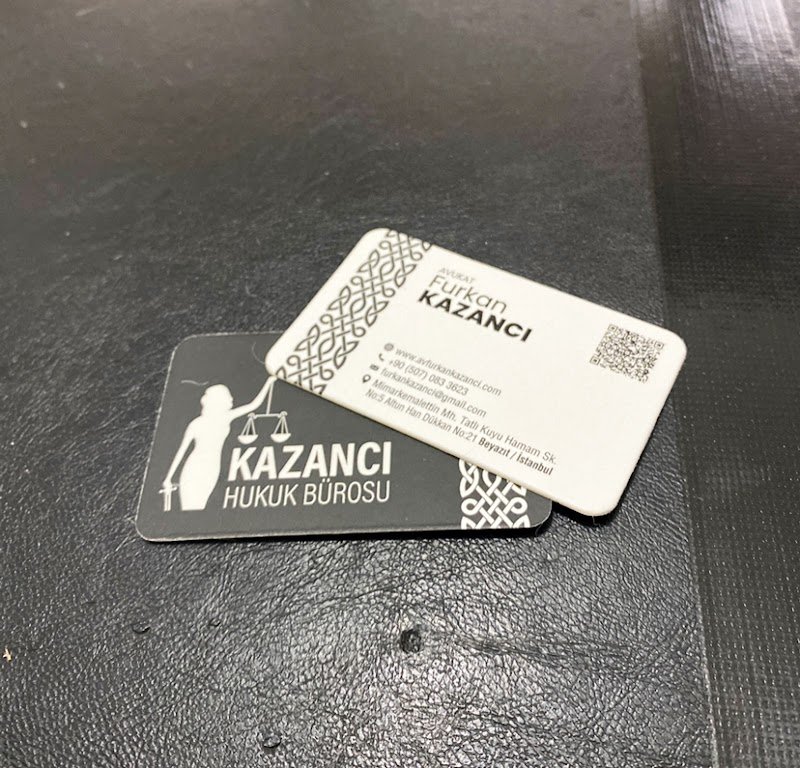 AVUKAT
Furkan
KAZANCI
www.avfurkankazanci.com
+90 (507) 083 3623
furkankazanci@gmail.com
Mimarkemalettin Mh. Tatlı Kuyu Hamam Sk.
No:5 Altun Han Dükkan No:21 Beyazıt / İstanbul
KAZANCI
HUKUK BÜROSU